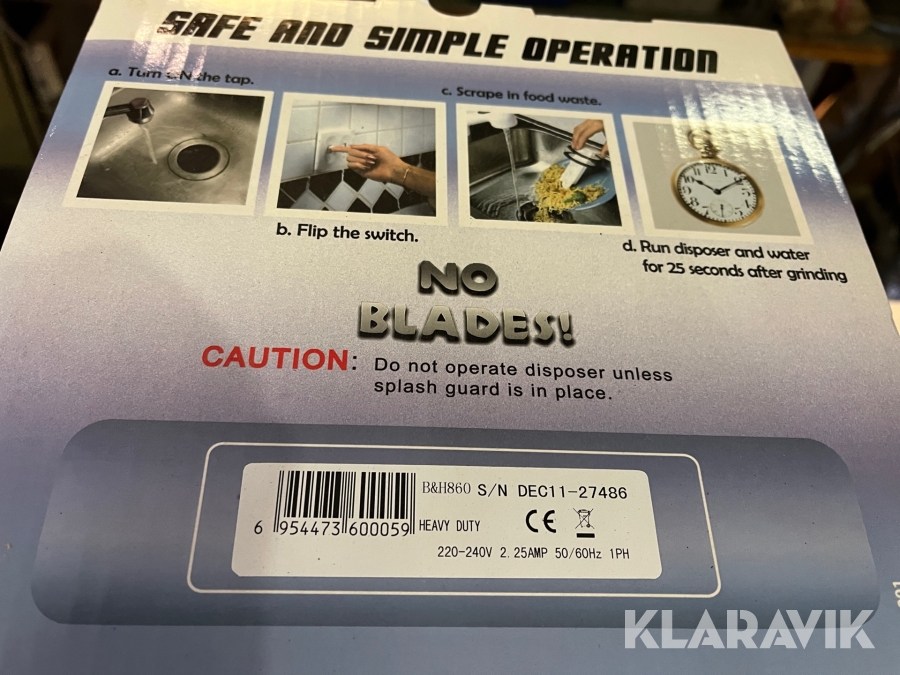 SAFE AND SIMPLE OPERATION
a. Turn ON the tap.
c. Scrape in food waste.
b. Flip the switch.
d. Run disposer and water
for 25 seconds after grinding
NO
BLADES!
CAUTION: Do not operate disposer unless
splash guard is in place.
B&H860 S/N DEC11-27486
6 954473 600059 HEAVY DUTY CE
220-240V 2.25AMP 50/60Hz 1PH
KLARAVIK